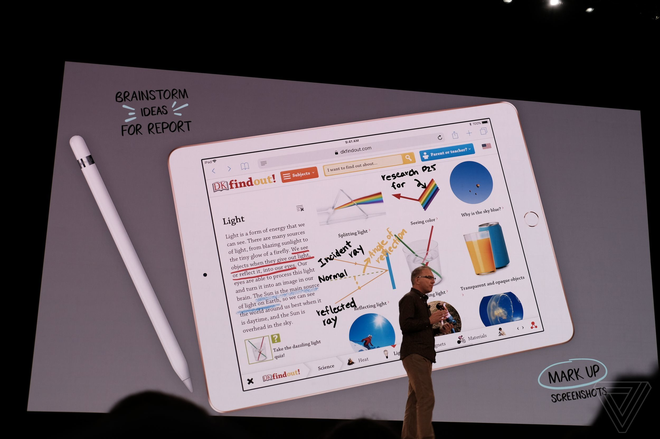 BRAINSTORM
IDEAS
FOR REPORT
9:41 AM
dkfindout.com
DK findout!
Subjects
I want to find out about...
Parent or teacher?
Light
Light is a form of energy that we
can see. There are many sources
of light, from blazing sunlight to
the tiny glow of a firefly. We see
objects when they give out light,
or reflect it, into our eyes. Our
eyes are able to process this light
and turn it into an image in our
brain. The Sun is the main source
of light on Earth, so we can see
the world around us best when it
is daytime, and the Sun is
overhead in the sky.
Take the dazzling light
quiz!
Splitting light
research
for
Seeing color
Why is the sky blue?
Incident
ray
Angle of
reflection
Normal
reflected
ray
Reflecting light
Transparent and opaque objects
DK findout!
Science
Heat
Materials
MARK UP
SCREENSHOTS